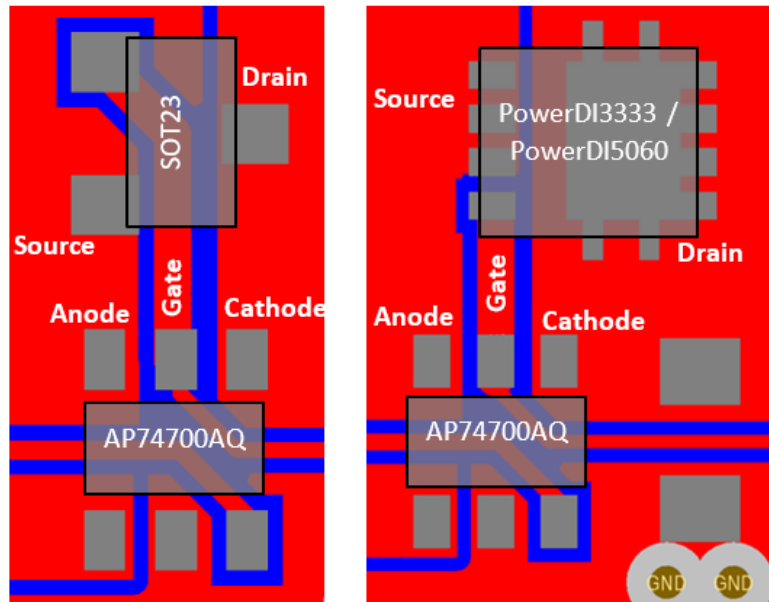 Drain
SOT23
Source
Gate
Anode
Cathode
AP74700AQ
Source
PowerDI3333 /
PowerDI5060
Drain
Gate
Anode
Cathode
AP74700AQ
GND
GND